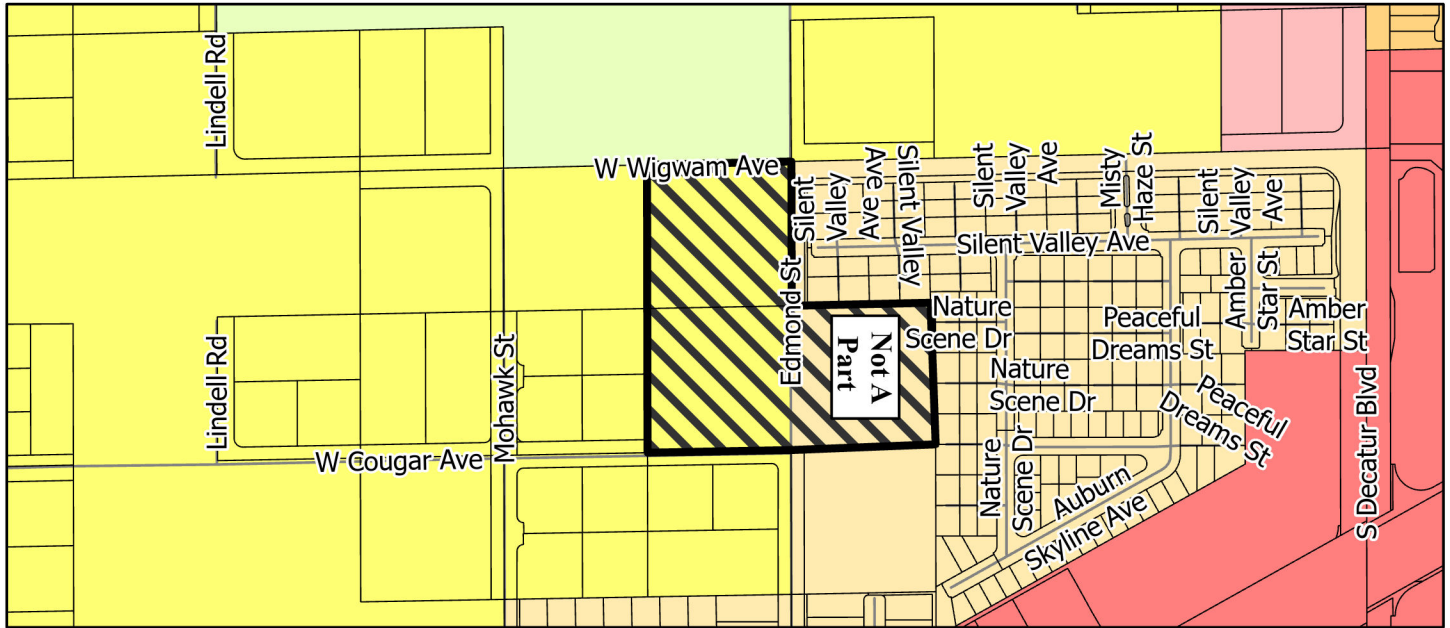 Lindell Rd
W Wigwam Ave
Silent
Valley
Ave
Silent Valley
Ave
Silent
Valley
Ave
Misty
Haze St
Silent
Valley
Ave
Silent Valley Ave
Edmond St
Nature
Scene Dr
Not A
Part
Amber
Star St
Amber
Star St
Peaceful
Dreams St
Lindell Rd
Mohawk St
Nature
Scene Dr
Peaceful
Dreams St
S Decatur Blvd
W Cougar Ave
Nature
Scene Dr
Auburn
Skyline Ave